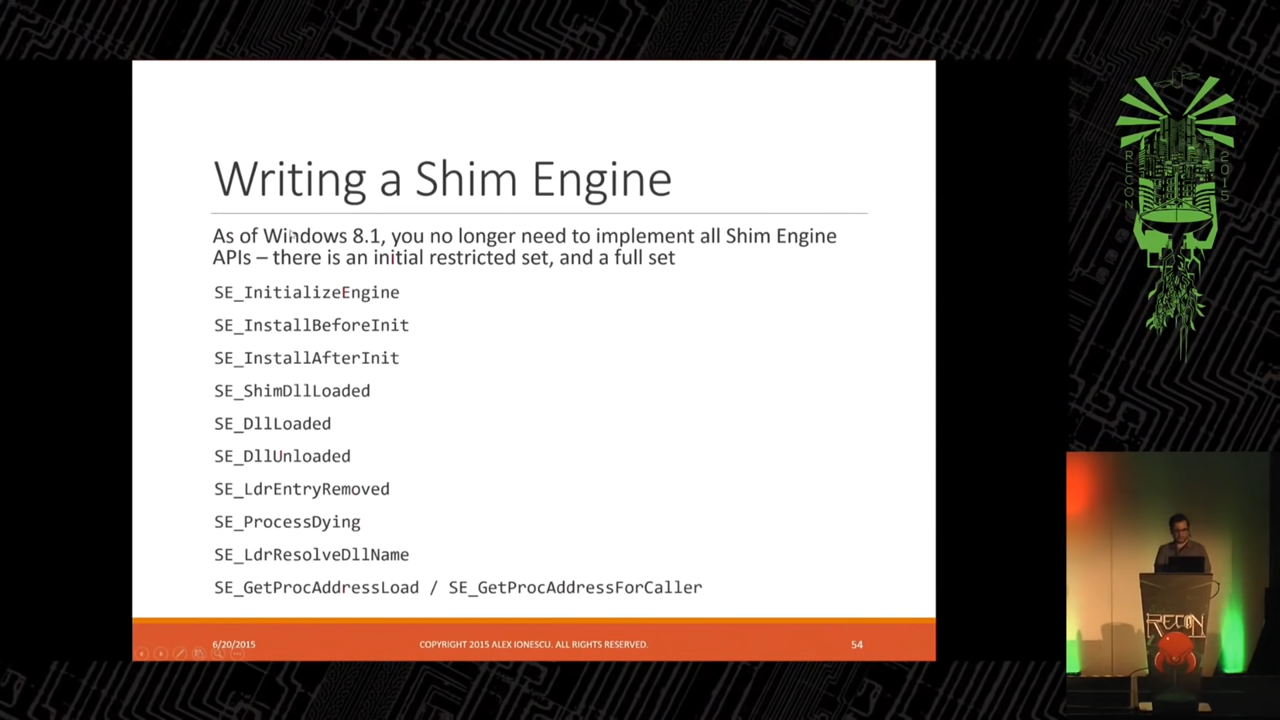 Writing a Shim Engine
As of Windows 8.1, you no longer need to implement all Shim Engine
APIs – there is an initial restricted set, and a full set
SE_InitializeEngine
SE_InstallBeforeInit
SE_InstallAfterInit
SE_ShimDllLoaded
SE_DllLoaded
SE_DllUnloaded
SE_LdrEntryRemoved
SE_ProcessDying
SE_LdrResolveDllName
SE_GetProcAddressLoad / SE_GetProcAddressForCaller
6/20/2015 COPYRIGHT 2015 ALEX IONESCU. ALL RIGHTS RESERVED. 54
RECON
2015
RECON